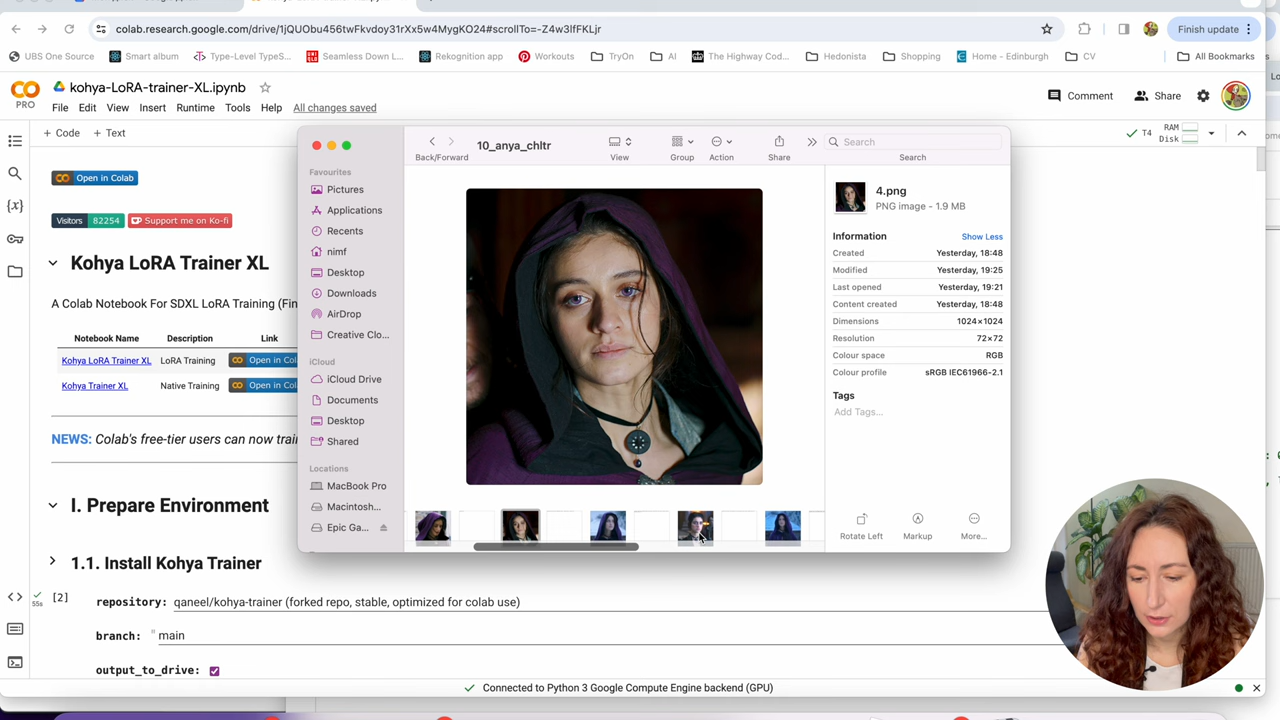 colab.research.google.com/drive/1jQUObu456twFkvdoy31rXx5w4MygKO24#scrollTo=-Z4w3lfFKLjr
Finish update
UBS One Source
Smart album
Type-Level TypeS...
Seamless Down L...
Rekognition app
Workouts
TryOn
AI
The Highway Cod...
Hedonista
Shopping
Home - Edinburgh
CV
All Bookmarks
PRO
kohya-LoRA-trainer-XL.ipynb
File Edit View Insert Runtime Tools Help All changes saved
Comment
Share
+ Code + Text
T4
RAM
Disk
Open in Colab
Visitors 82254
Support me on Ko-fi
Kohya LoRA Trainer XL
A Colab Notebook For SDXL LoRA Training (Fin
Notebook Name Description Link
Kohya LoRA Trainer XL LoRA Training Open in Col
Kohya Trainer XL Native Training Open in Col
NEWS: Colab's free-tier users can now trai
I. Prepare Environment
1.1. Install Kohya Trainer
[2]
55s
repository: qaneel/kohya-trainer (forked repo, stable, optimized for colab use)
branch: " main
output_to_drive:
Connected to Python 3 Google Compute Engine backend (GPU)
Favourites
Pictures
Applications
Recents
nimf
Desktop
Downloads
AirDrop
Creative Clo...
iCloud
iCloud Drive
Documents
Desktop
Shared
Locations
MacBook Pro
Macintosh...
Epic Ga...
Back/Forward
10_anya_chltr
View
Group
Action
Share
Search
Search
4.png
PNG image - 1.9 MB
Information Show Less
Created Yesterday, 18:48
Modified Yesterday, 19:25
Last opened Yesterday, 19:21
Content created Yesterday, 18:48
Dimensions 1024×1024
Resolution 72×72
Colour space RGB
Colour profile sRGB IEC61966-2.1
Tags
Add Tags...
Rotate Left
Markup
More...